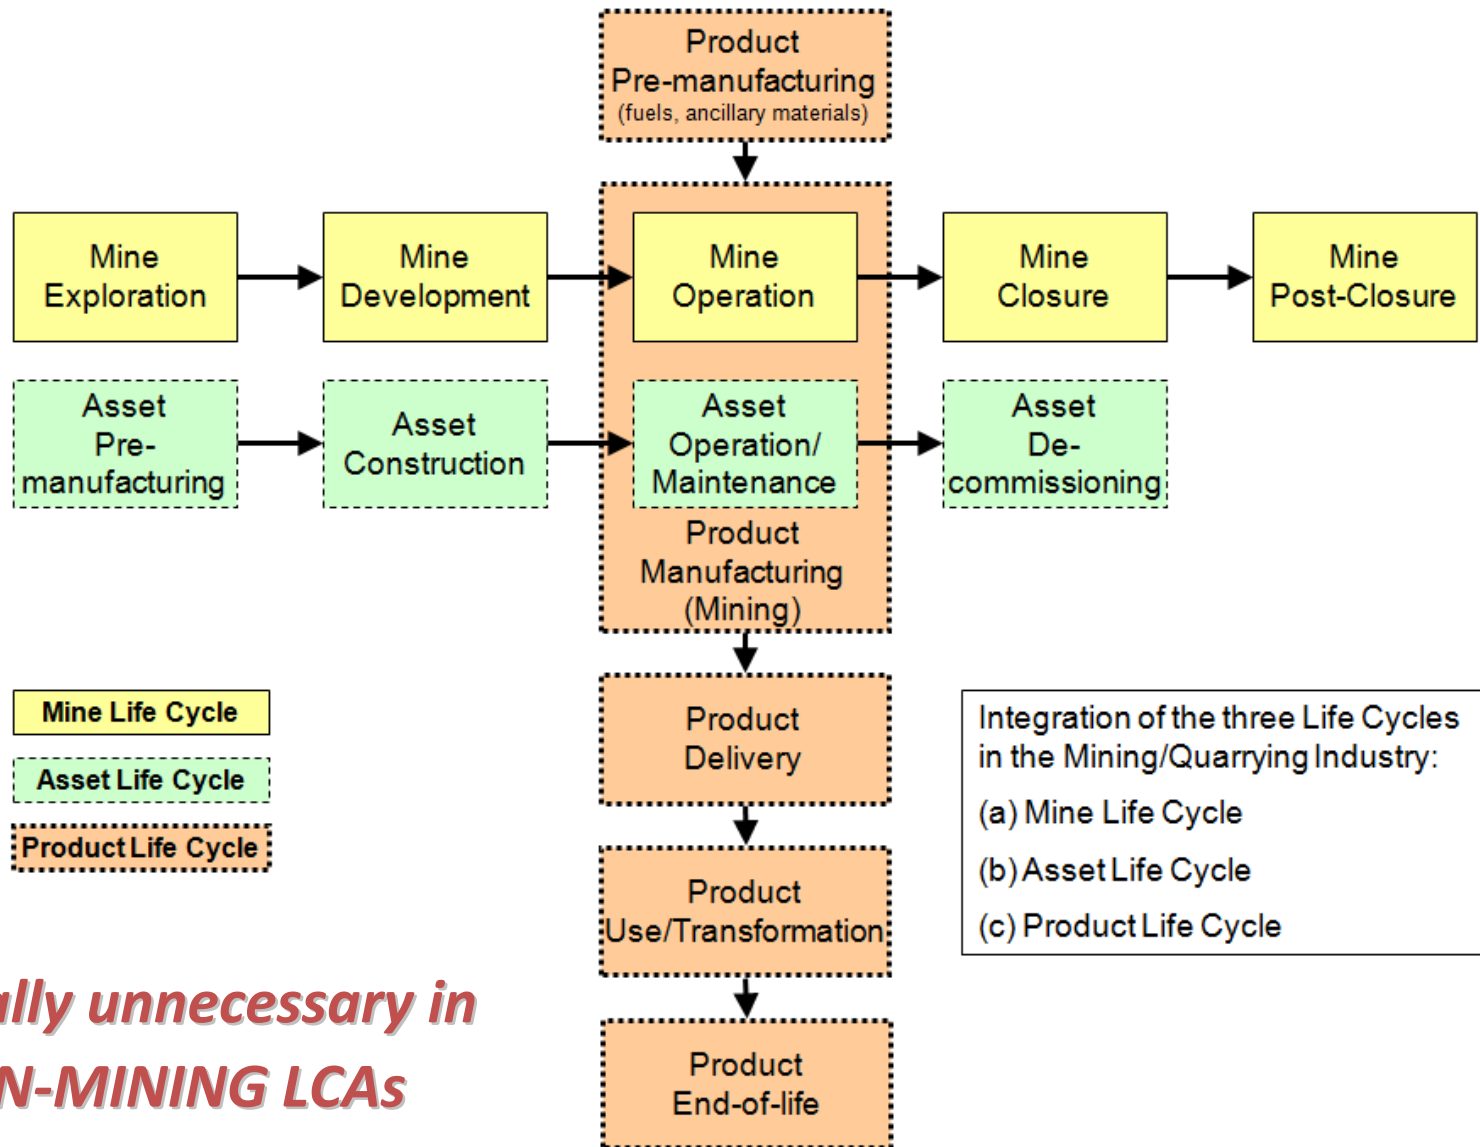 Product
Pre-manufacturing
(fuels, ancillary materials)
Mine
Exploration
Mine
Development
Mine
Operation
Mine
Closure
Mine
Post-Closure
Asset
Pre-
manufacturing
Asset
Construction
Asset
Operation/
Maintenance
Asset
De-
commissioning
Product
Manufacturing
(Mining)
Mine Life Cycle
Asset Life Cycle
Product Life Cycle
Product
Delivery
Product
Use/Transformation
Product
End-of-life
Integration of the three Life Cycles
in the Mining/Quarrying Industry:
(a) Mine Life Cycle
(b) Asset Life Cycle
(c) Product Life Cycle
ally unnecessary in
N-MINING LCAs